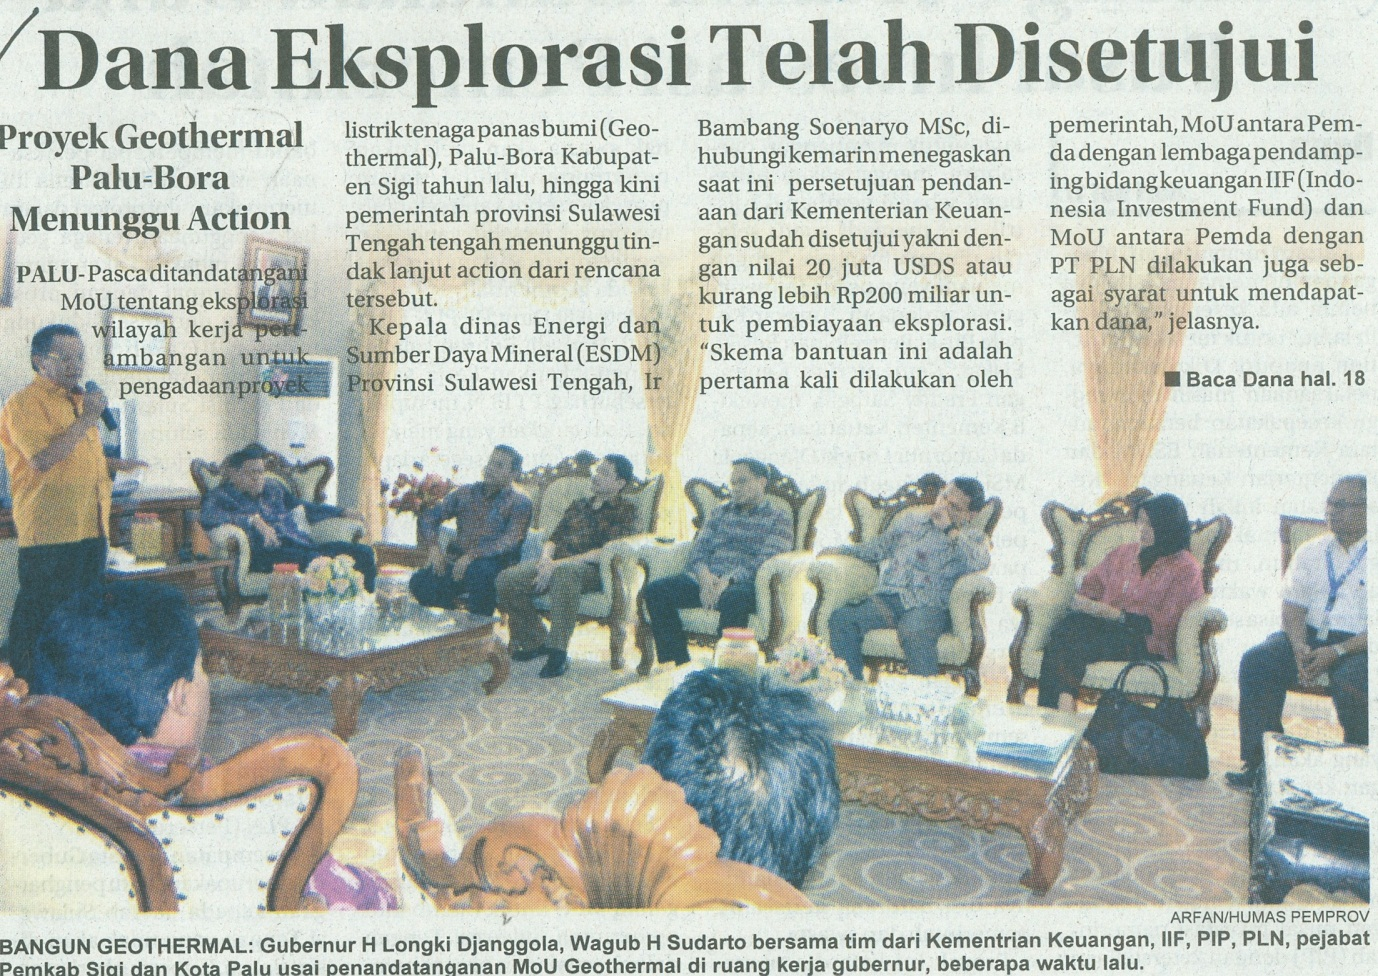 Dana Eksplorasi Telah Disetujui
Proyek Geothermal
Palu-Bora
Menunggu Action
PALU- Pasca ditandatangani
MoU tentang eksplorasi
wilayah kerja pert-
ambangan untuk
pengadaan proyek
listrik tenaga panas bumi (Geo-
thermal), Palu-Bora Kabupat-
en Sigi tahun lalu, hingga kini
pemerintah provinsi Sulawesi
Tengah tengah menunggu tin-
dak lanjut action dari rencana
tersebut.
Kepala dinas Energi dan
Sumber Daya Mineral (ESDM)
Provinsi Sulawesi Tengah, Ir
Bambang Soenaryo MSc, di-
hubungi kemarin menegaskan
saat ini persetujuan pendan-
aan dari Kementerian Keuan-
gan sudah disetujui yakni den-
gan nilai 20 juta USDS atau
kurang lebih Rp200 miliar un-
tuk pembiayaan eksplorasi.
“Skema bantuan ini adalah
pertama kali dilakukan oleh
pemerintah, MoU antara Pem-
da dengan lembaga pendamp-
ing bidang keuangan IIF (Indo-
nesia Investment Fund) dan
MoU antara Pemda dengan
PT PLN dilakukan juga seb-
agai syarat untuk mendapat-
kan dana,” jelasnya.
■ Baca Dana hal. 18
ARFAN/HUMAS PEMPROV
BANGUN GEOTHERMAL: Gubernur H Longki Djanggola, Wagub H Sudarto bersama tim dari Kementrian Keuangan, IIF, PIP, PLN, pejabat
Pemkab Sigi dan Kota Palu usai penandatanganan MoU Geothermal di ruang kerja gubernur, beberapa waktu lalu.